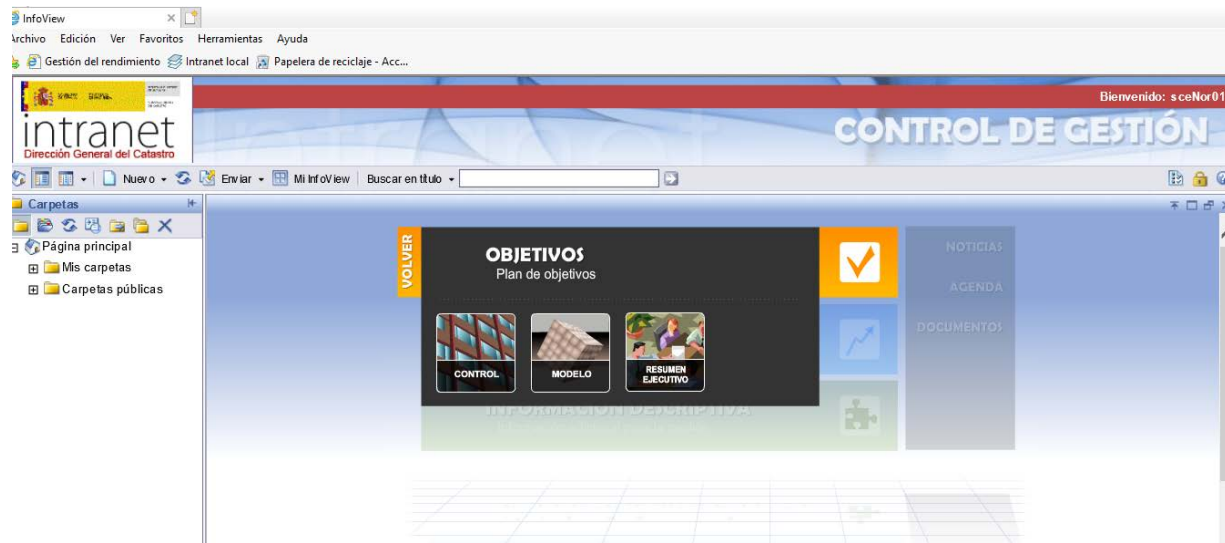 InfoView
Archivo Edición Ver Favoritos Herramientas Ayuda
Gestión del rendimiento Intranet local Papelera de reciclaje - Acc...
Bienvenido: sceNor01
intranet
Dirección General del Catastro
CONTROL DE GESTIÓN
Nuevo Enviar Mi InfoView Buscar en título
Carpetas
Página principal
Mis carpetas
Carpetas públicas
VOLVER
OBJETIVOS
Plan de objetivos
CONTROL
MODELO
RESUMEN
EJECUTIVO
NOTICIAS
AGENDA
DOCUMENTOS
INFORMACIÓN DESCRIPTIVA